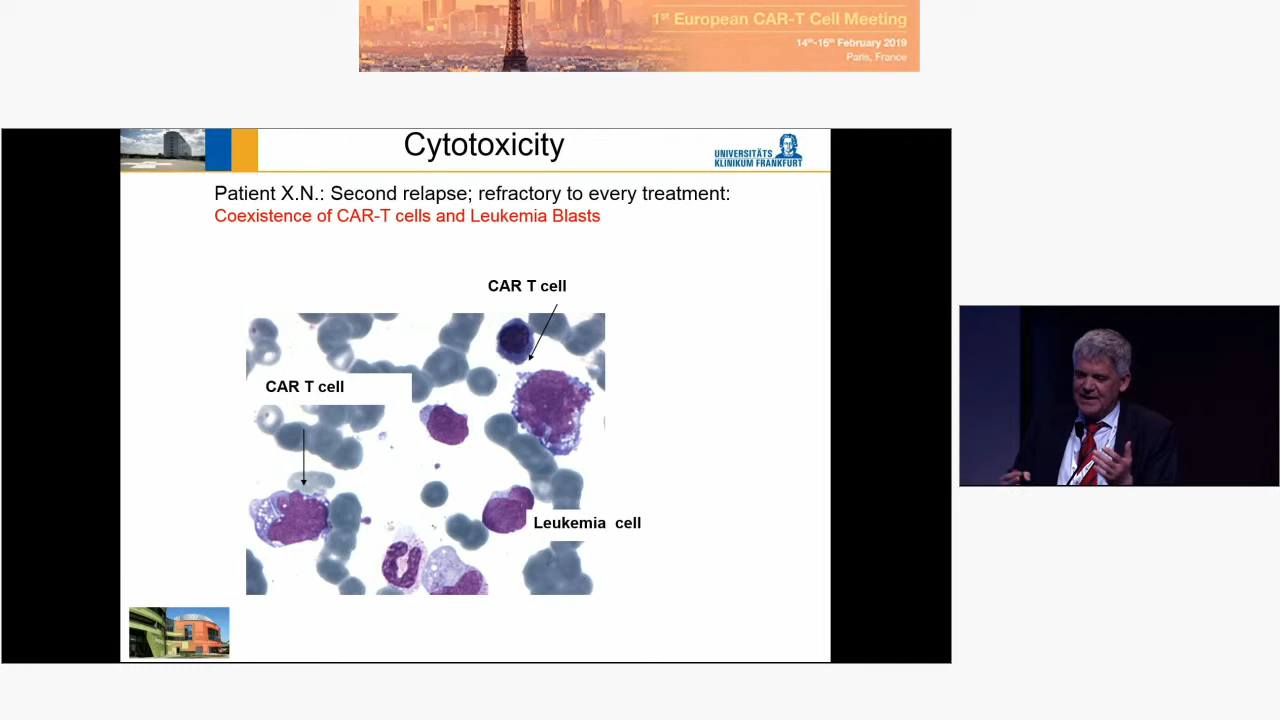 1st European CAR-T Cell Meeting
14th-16th February 2019
Paris, France
Cytotoxicity
UNIVERSITÄTS
KLINIKUM FRANKFURT
Patient X.N.: Second relapse; refractory to every treatment:
Coexistence of CAR-T cells and Leukemia Blasts
CAR T cell
CAR T cell
Leukemia cell